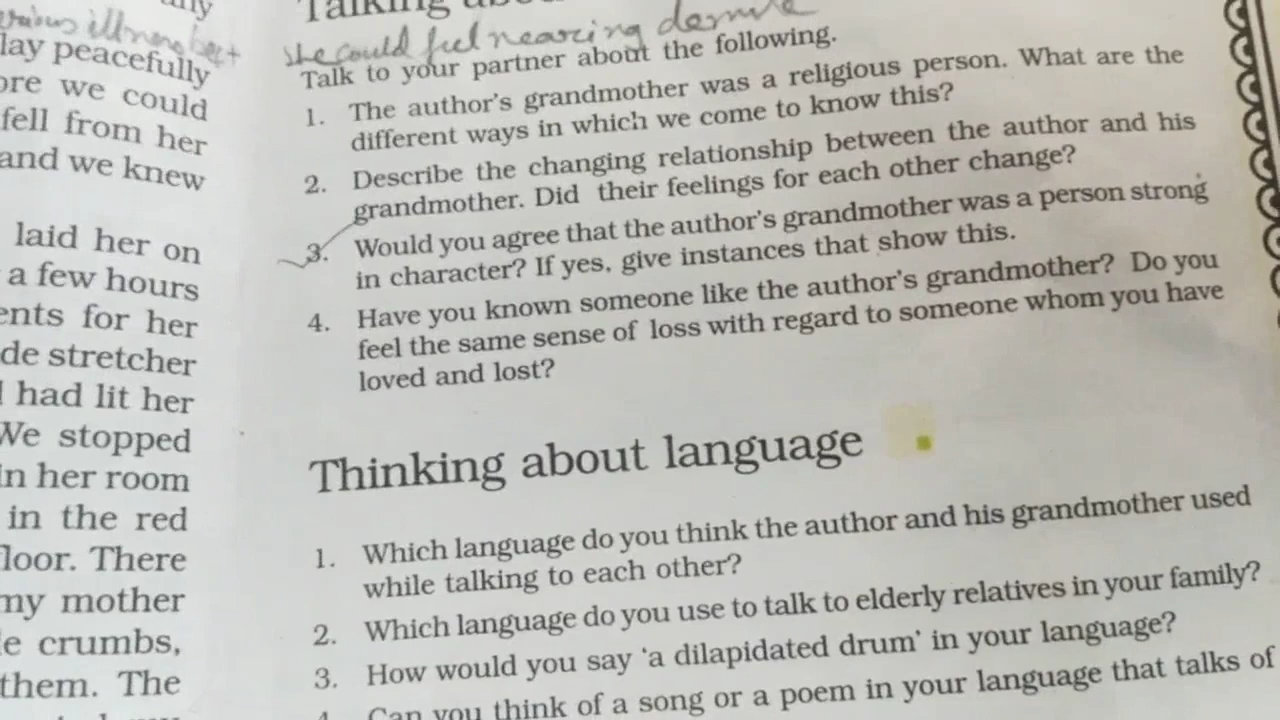 lay peacefully
we could
fell from her
and we knew
laid her on
a few hours
for her
stretcher
had lit her
We stopped
in her room
in the red
There
my mother
crumbs,
them. The
Talking
she could feel nearing demise
Talk to your partner about the following.
1. The author's grandmother was a religious person. What are the
different ways in which we come to know this?
2. Describe the changing relationship between the author and his
grandmother. Did their feelings for each other change?
3. Would you agree that the author's grandmother was a person strong
in character? If yes, give instances that show this.
4. Have you known someone like the author's grandmother? Do you
feel the same sense of loss with regard to someone whom you have
loved and lost?
Thinking about language
1. Which language do you think the author and his grandmother used
while talking to each other?
2. Which language do you use to talk to elderly relatives in your family?
3. How would you say 'a dilapidated drum' in your language?
4. Can you think of a song or a poem in your language that talks of